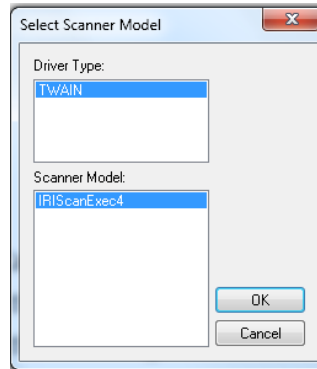 Select Scanner Model
Driver Type:
TWAIN
Scanner Model:
IRIScanExec4
OK
Cancel